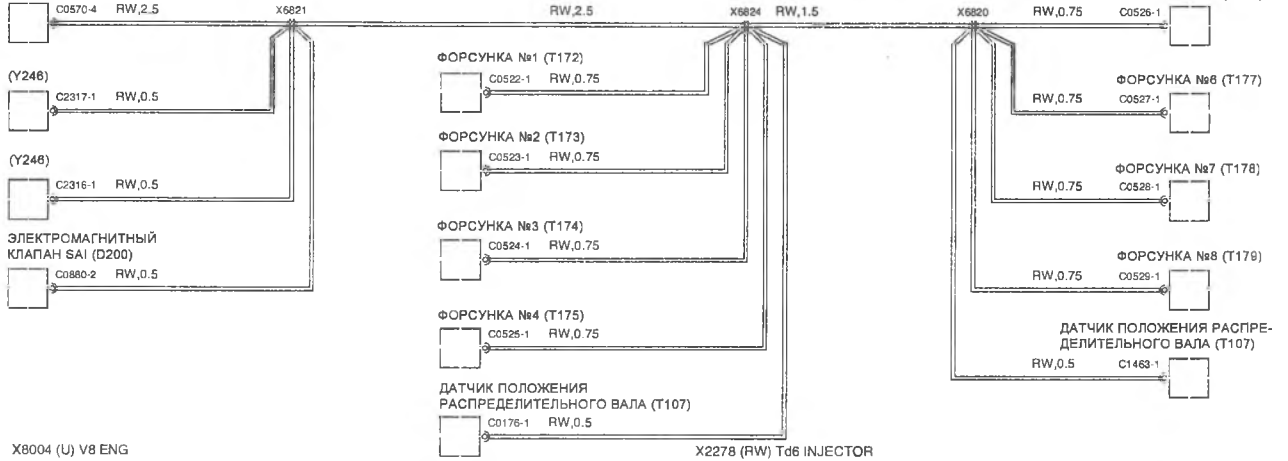 C0570-4 RW,2.5 X6821 RW,2.5 X6824 RW,1.5 X6820 RW,0.75 C0526-1
(Y246)
C2317-1 RW,0.5
(Y246)
C2316-1 RW,0.5
ЭЛЕКТРОМАГНИТНЫЙ
КЛАПАН SAI (D200)
C0880-2 RW,0.5
ФОРСУНКА №1 (T172)
C0522-1 RW,0.75
ФОРСУНКА №2 (T173)
C0523-1 RW,0.75
ФОРСУНКА №3 (T174)
C0524-1 RW,0.75
ФОРСУНКА №4 (T175)
C0525-1 RW,0.75
ДАТЧИК ПОЛОЖЕНИЯ
РАСПРЕДЕЛИТЕЛЬНОГО ВАЛА (T107)
C0176-1 RW,0.5
ФОРСУНКА №6 (T177)
RW,0.75 C0527-1
ФОРСУНКА №7 (T178)
RW,0.75 C0528-1
ФОРСУНКА №8 (T179)
RW,0.75 C0529-1
ДАТЧИК ПОЛОЖЕНИЯ РАСПРЕ-
ДЕЛИТЕЛЬНОГО ВАЛА (T107)
RW,0.5 C1463-1
X8004 (U) V8 ENG
X2278 (RW) Td6 INJECTOR